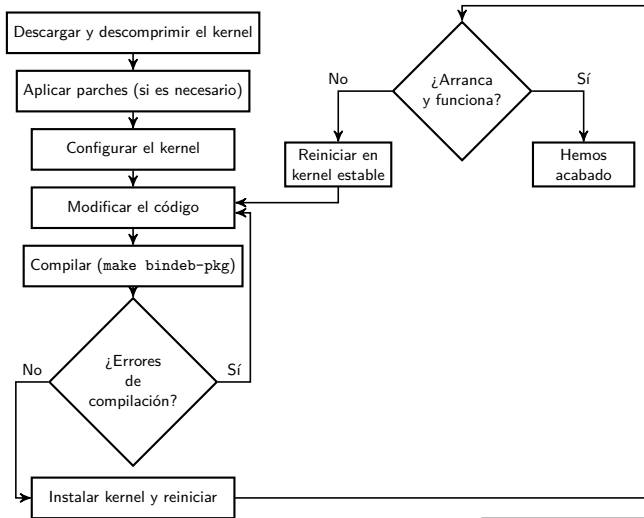 Descargar y descomprimir el kernel
Aplicar parches (si es necesario)
Configurar el kernel
Modificar el código
Compilar (make bindeb-pkg)
¿Errores
de
compilación?
No
Sí
Instalar kernel y reiniciar
¿Arranca
y funciona?
No
Sí
Reiniciar en
kernel estable
Hemos
acabado